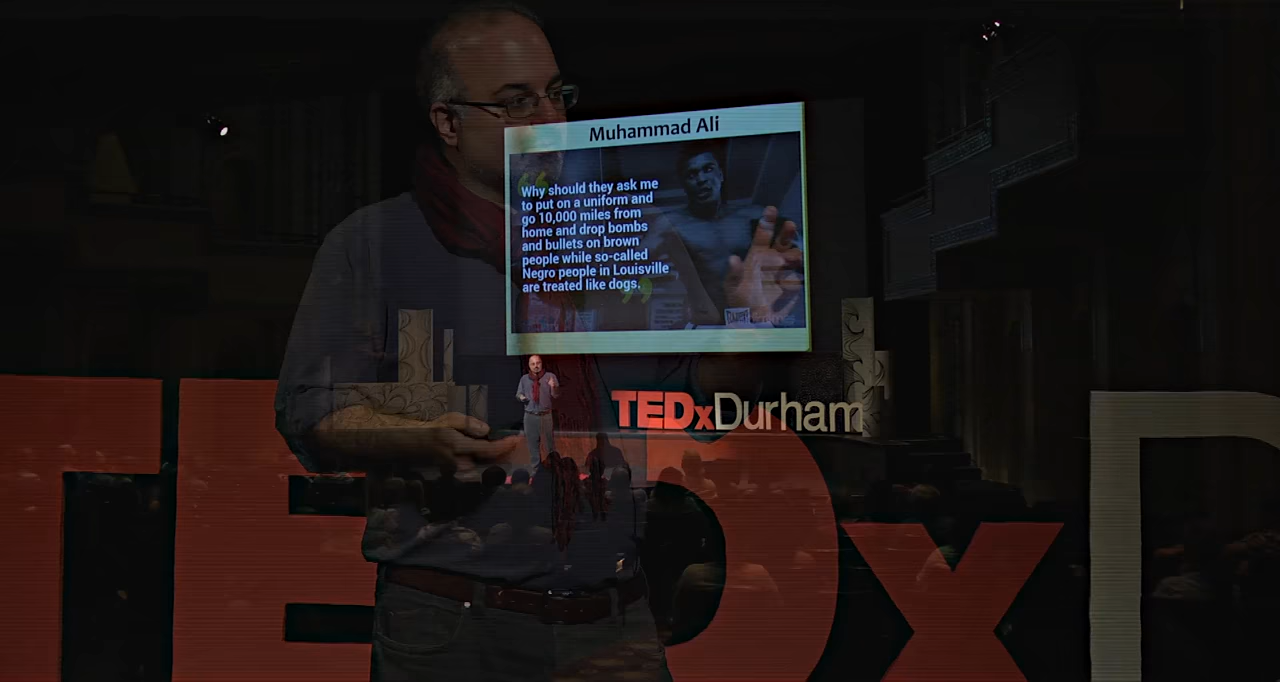 Muhammad Ali
Why should they ask me
to put on a uniform and
go 10,000 miles from
home and drop bombs
and bullets on brown
people while so-called
Negro people in Louisville
are treated like dogs.
TEDxDurham
TEDxD